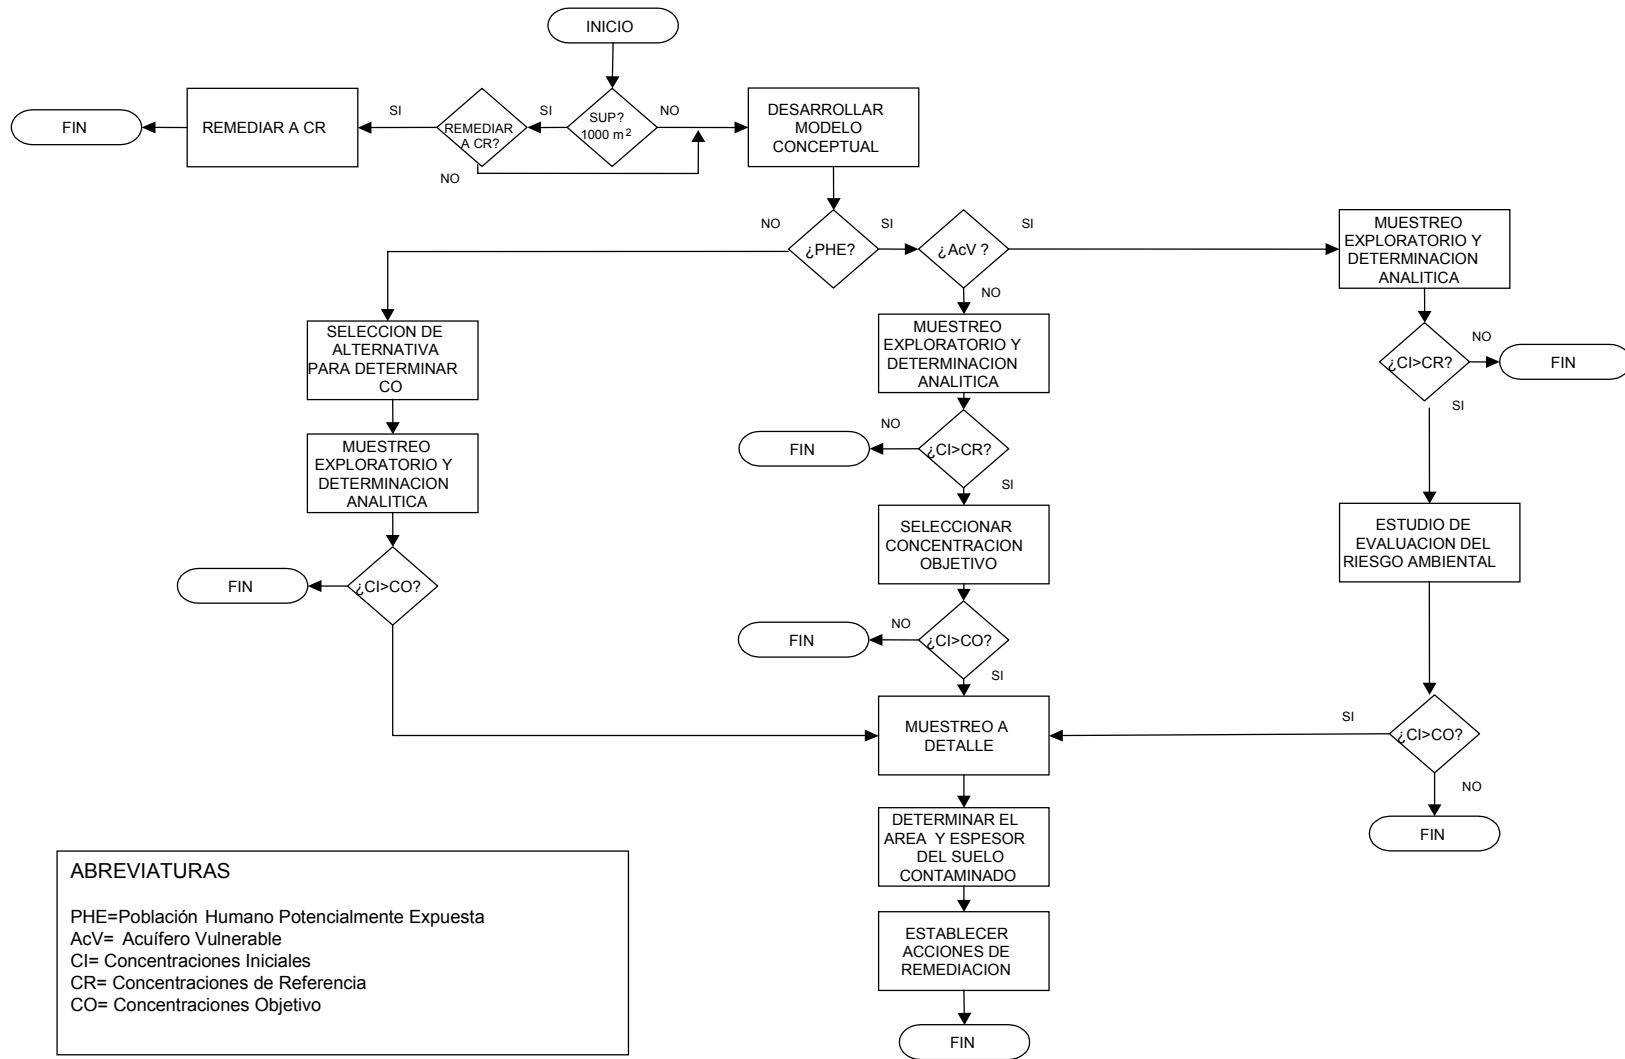 INICIO
SI
SI
SUP?
1000 m2
NO
FIN
REMEDIAR A CR
REMEDIAR
A CR?
NO
DESARROLLAR
MODELO
CONCEPTUAL
NO
¿PHE?
SI
¿AcV ?
SI
NO
MUESTREO
EXPLORATORIO Y
DETERMINACION
ANALITICA
SELECCION DE
ALTERNATIVA
PARA DETERMINAR
CO
MUESTREO
EXPLORATORIO Y
DETERMINACION
ANALITICA
¿CI>CR?
NO
FIN
SI
MUESTREO
EXPLORATORIO Y
DETERMINACION
ANALITICA
FIN
NO
¿CI>CR?
SI
FIN
¿CI>CO?
SELECCIONAR
CONCENTRACION
OBJETIVO
ESTUDIO DE
EVALUACION DEL
RIESGO AMBIENTAL
FIN
NO
¿CI>CO?
SI
MUESTREO A
DETALLE
SI
¿CI>CO?
NO
FIN
DETERMINAR EL
AREA Y ESPESOR
DEL SUELO
CONTAMINADO
ESTABLECER
ACCIONES DE
REMEDIACION
FIN
ABREVIATURAS
PHE=Población Humano Potencialmente Expuesta
AcV= Acuífero Vulnerable
CI= Concentraciones Iniciales
CR= Concentraciones de Referencia
CO= Concentraciones Objetivo